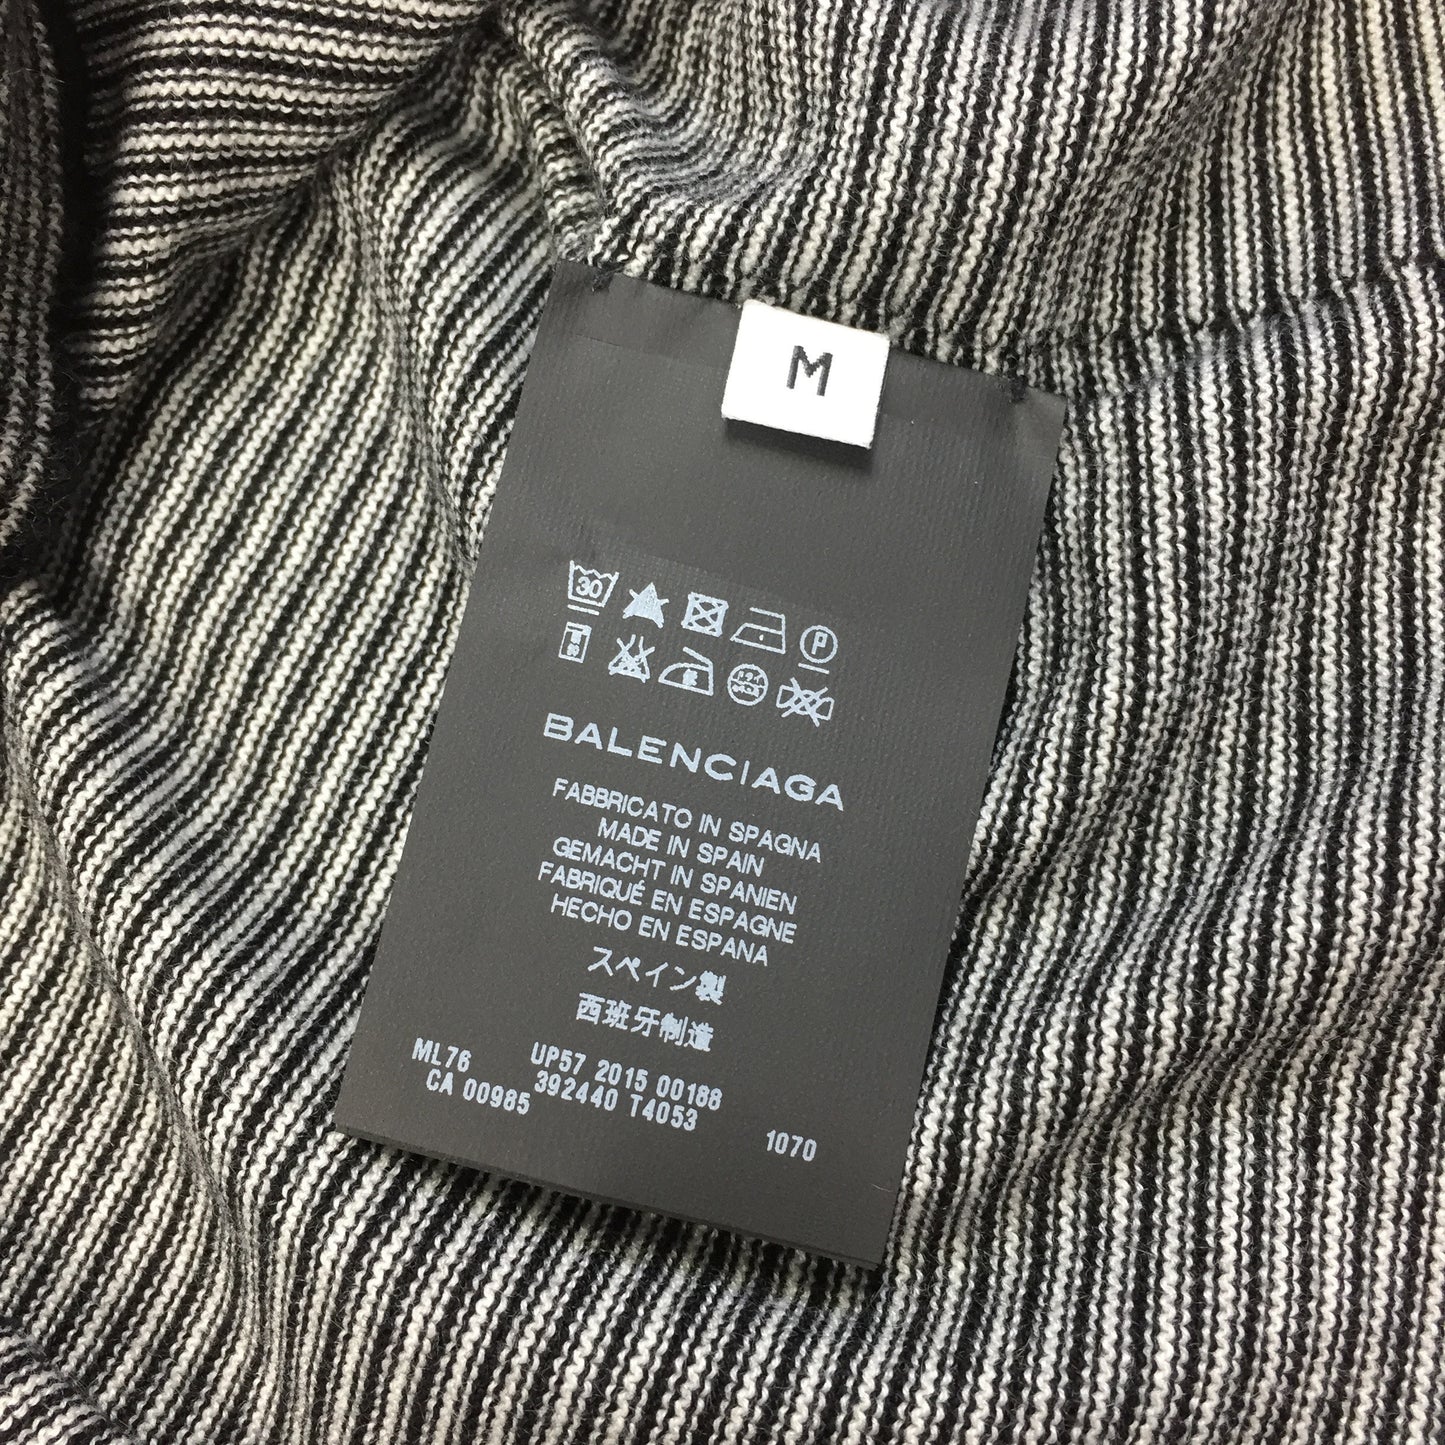 M
30
P
BALENCIAGA
FABBRICATO IN SPAGNA
MADE IN SPAIN
GEMACHT IN SPANIEN
FABRIQUÉ EN ESPAGNE
HECHO EN ESPANA
スペイン製
西班牙制造
ML76 UP57 2015 00188
CA 00985 392440 T4053
1070